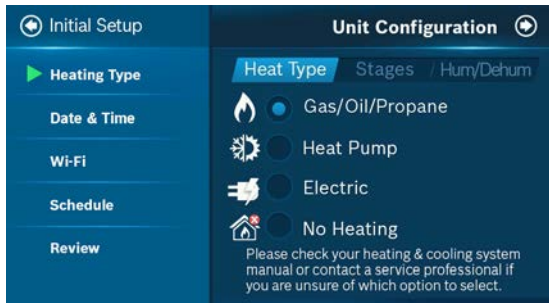 Initial Setup
Unit Configuration
Heating Type
Date & Time
Wi-Fi
Schedule
Review
Heat Type
Stages
/ Hum/Dehum
Gas/Oil/Propane
Heat Pump
Electric
No Heating
Please check your heating & cooling system
manual or contact a service professional if
you are unsure of which option to select.